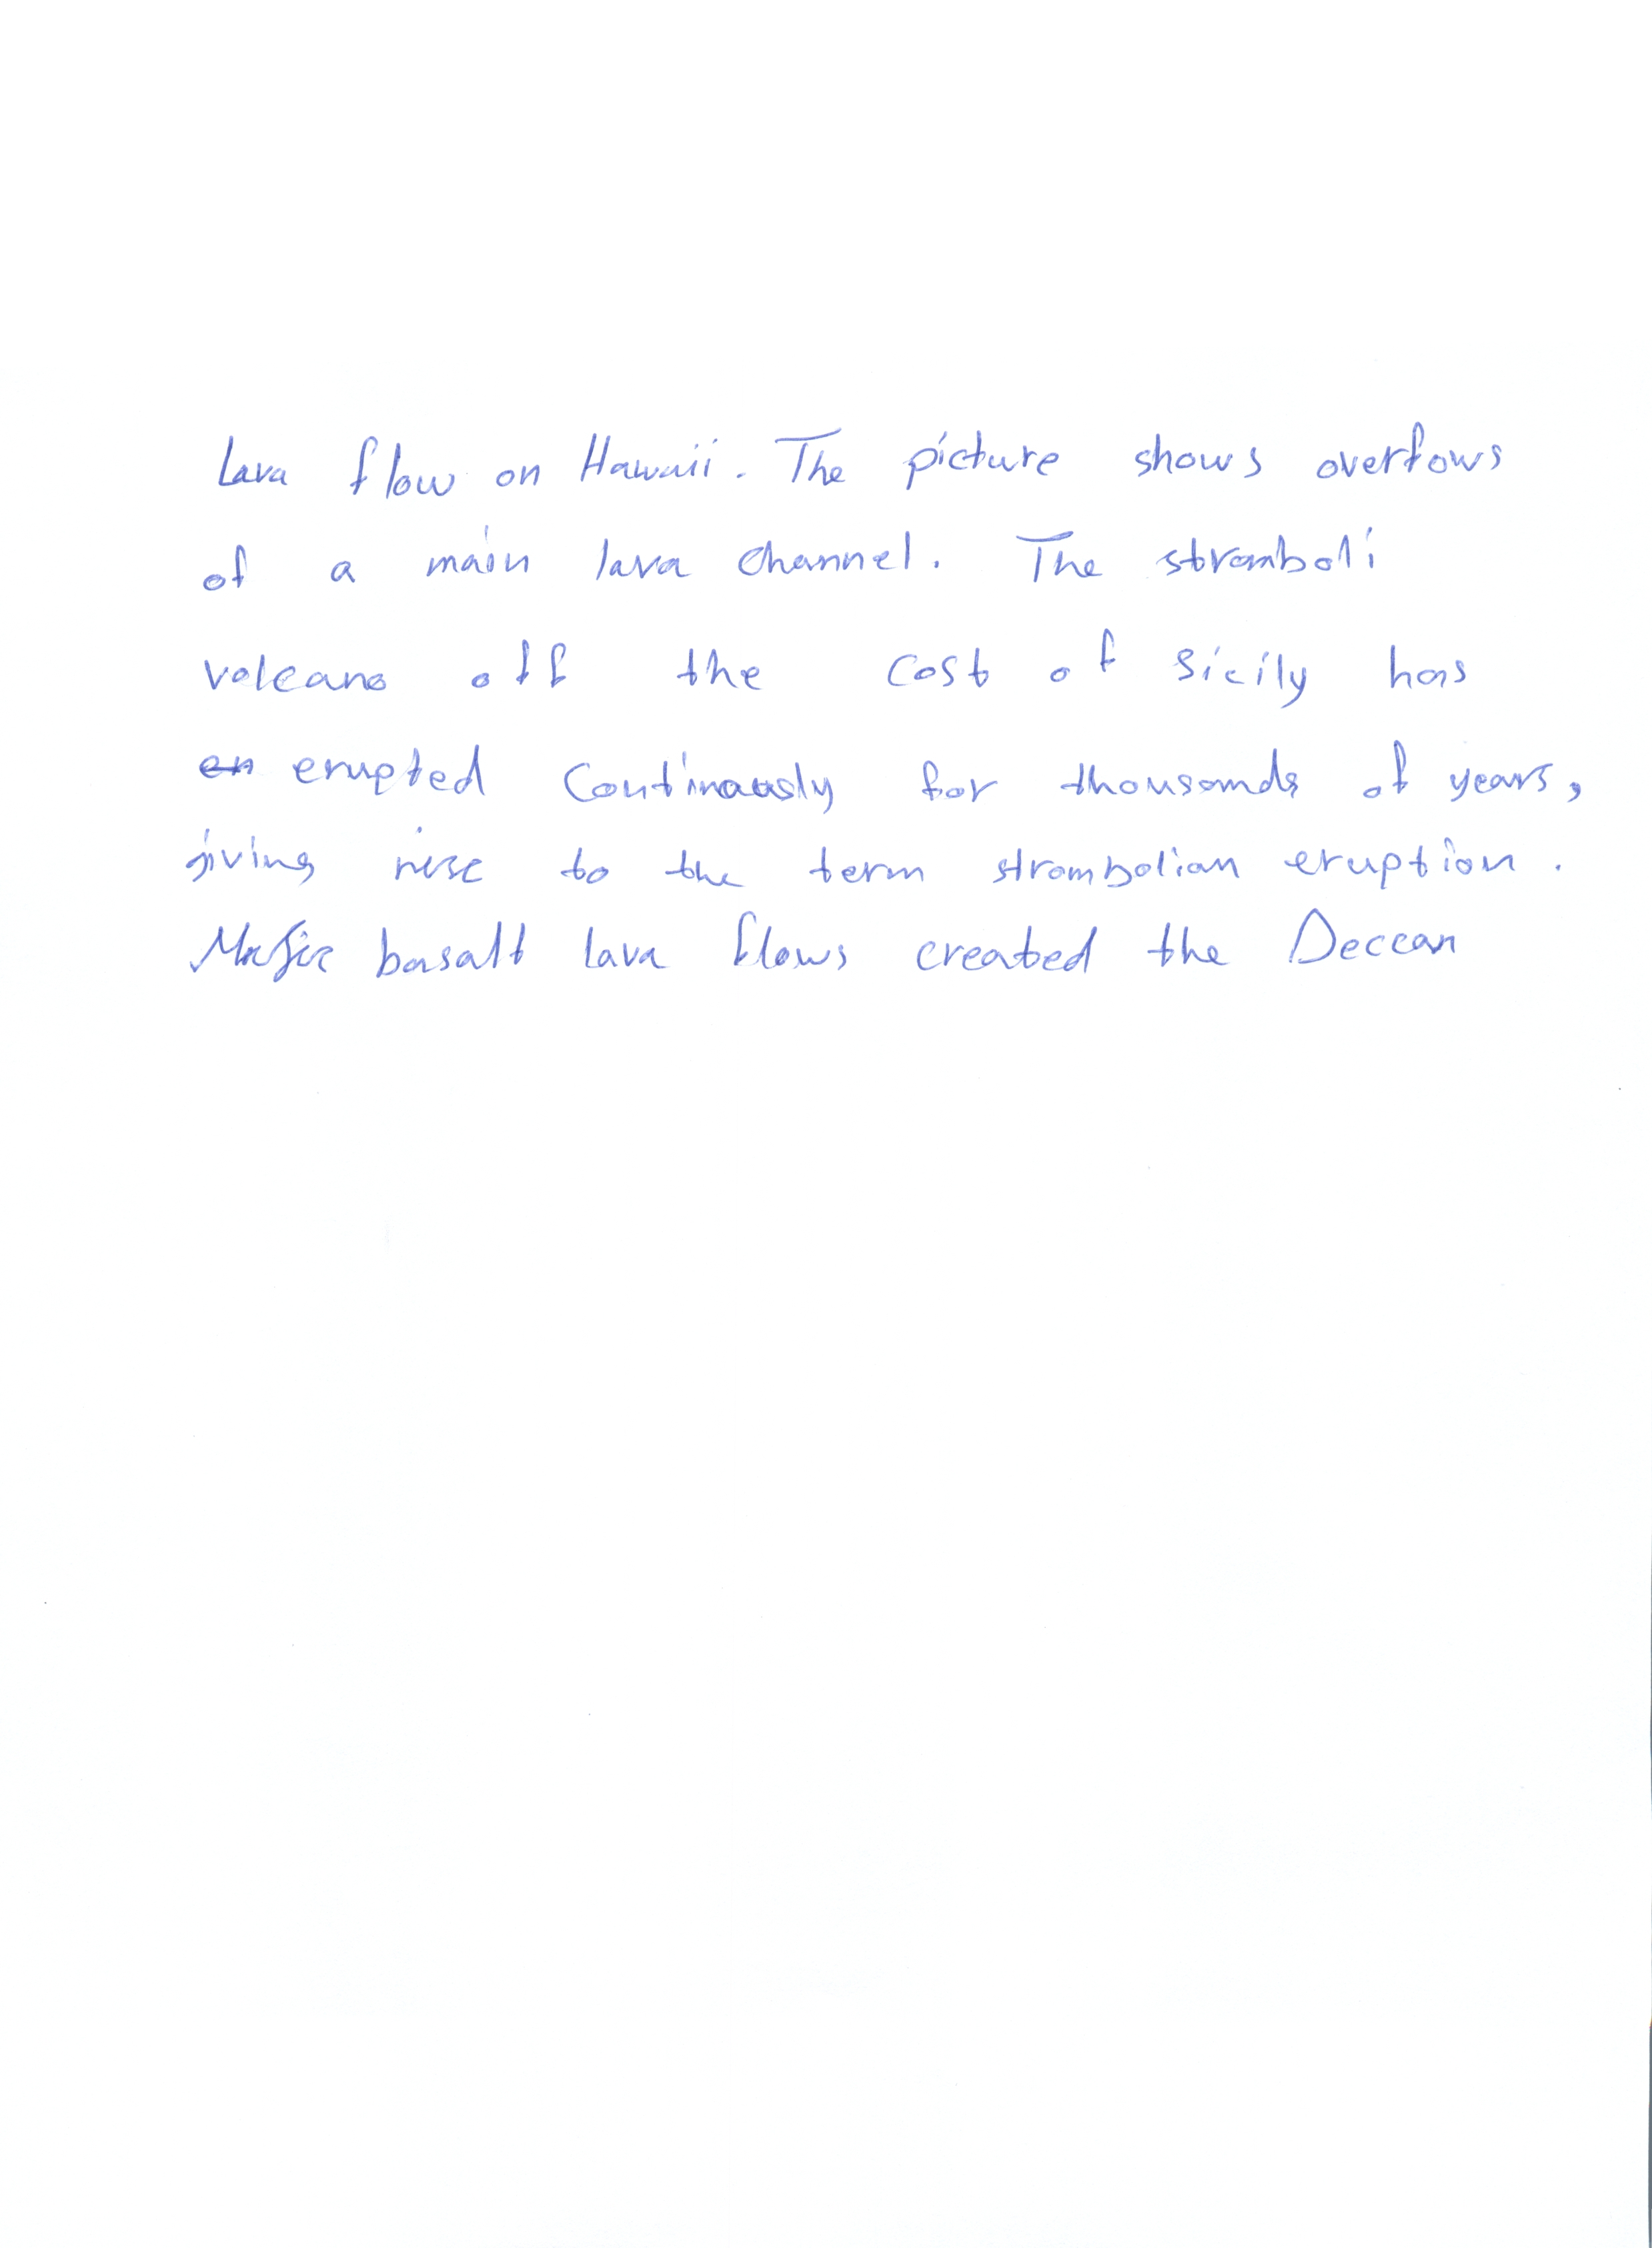 Lava flow on Hawaii. The picture shows overfows
of a main lava channel. The stromboli
volcano off the cost of sicily has
erupted Continuously for thousands of years,
giving rise to the term strombolian eruption.
Mafic basalt lava flows created the Deccan